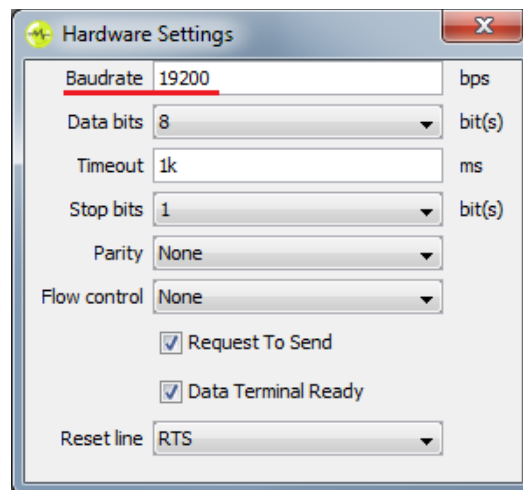 Hardware Settings
Baudrate 19200 bps
Data bits 8 bit(s)
Timeout 1k ms
Stop bits 1 bit(s)
Parity None
Flow control None
Request To Send
Data Terminal Ready
Reset line RTS